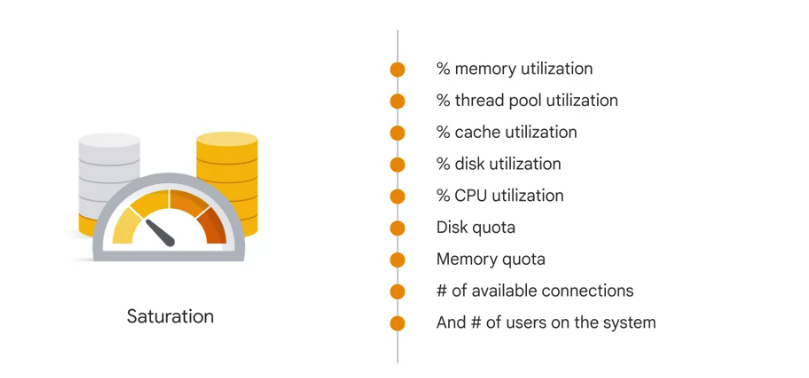 % memory utilization
% thread pool utilization
% cache utilization
% disk utilization
% CPU utilization
Disk quota
Memory quota
# of available connections
And # of users on the system
Saturation